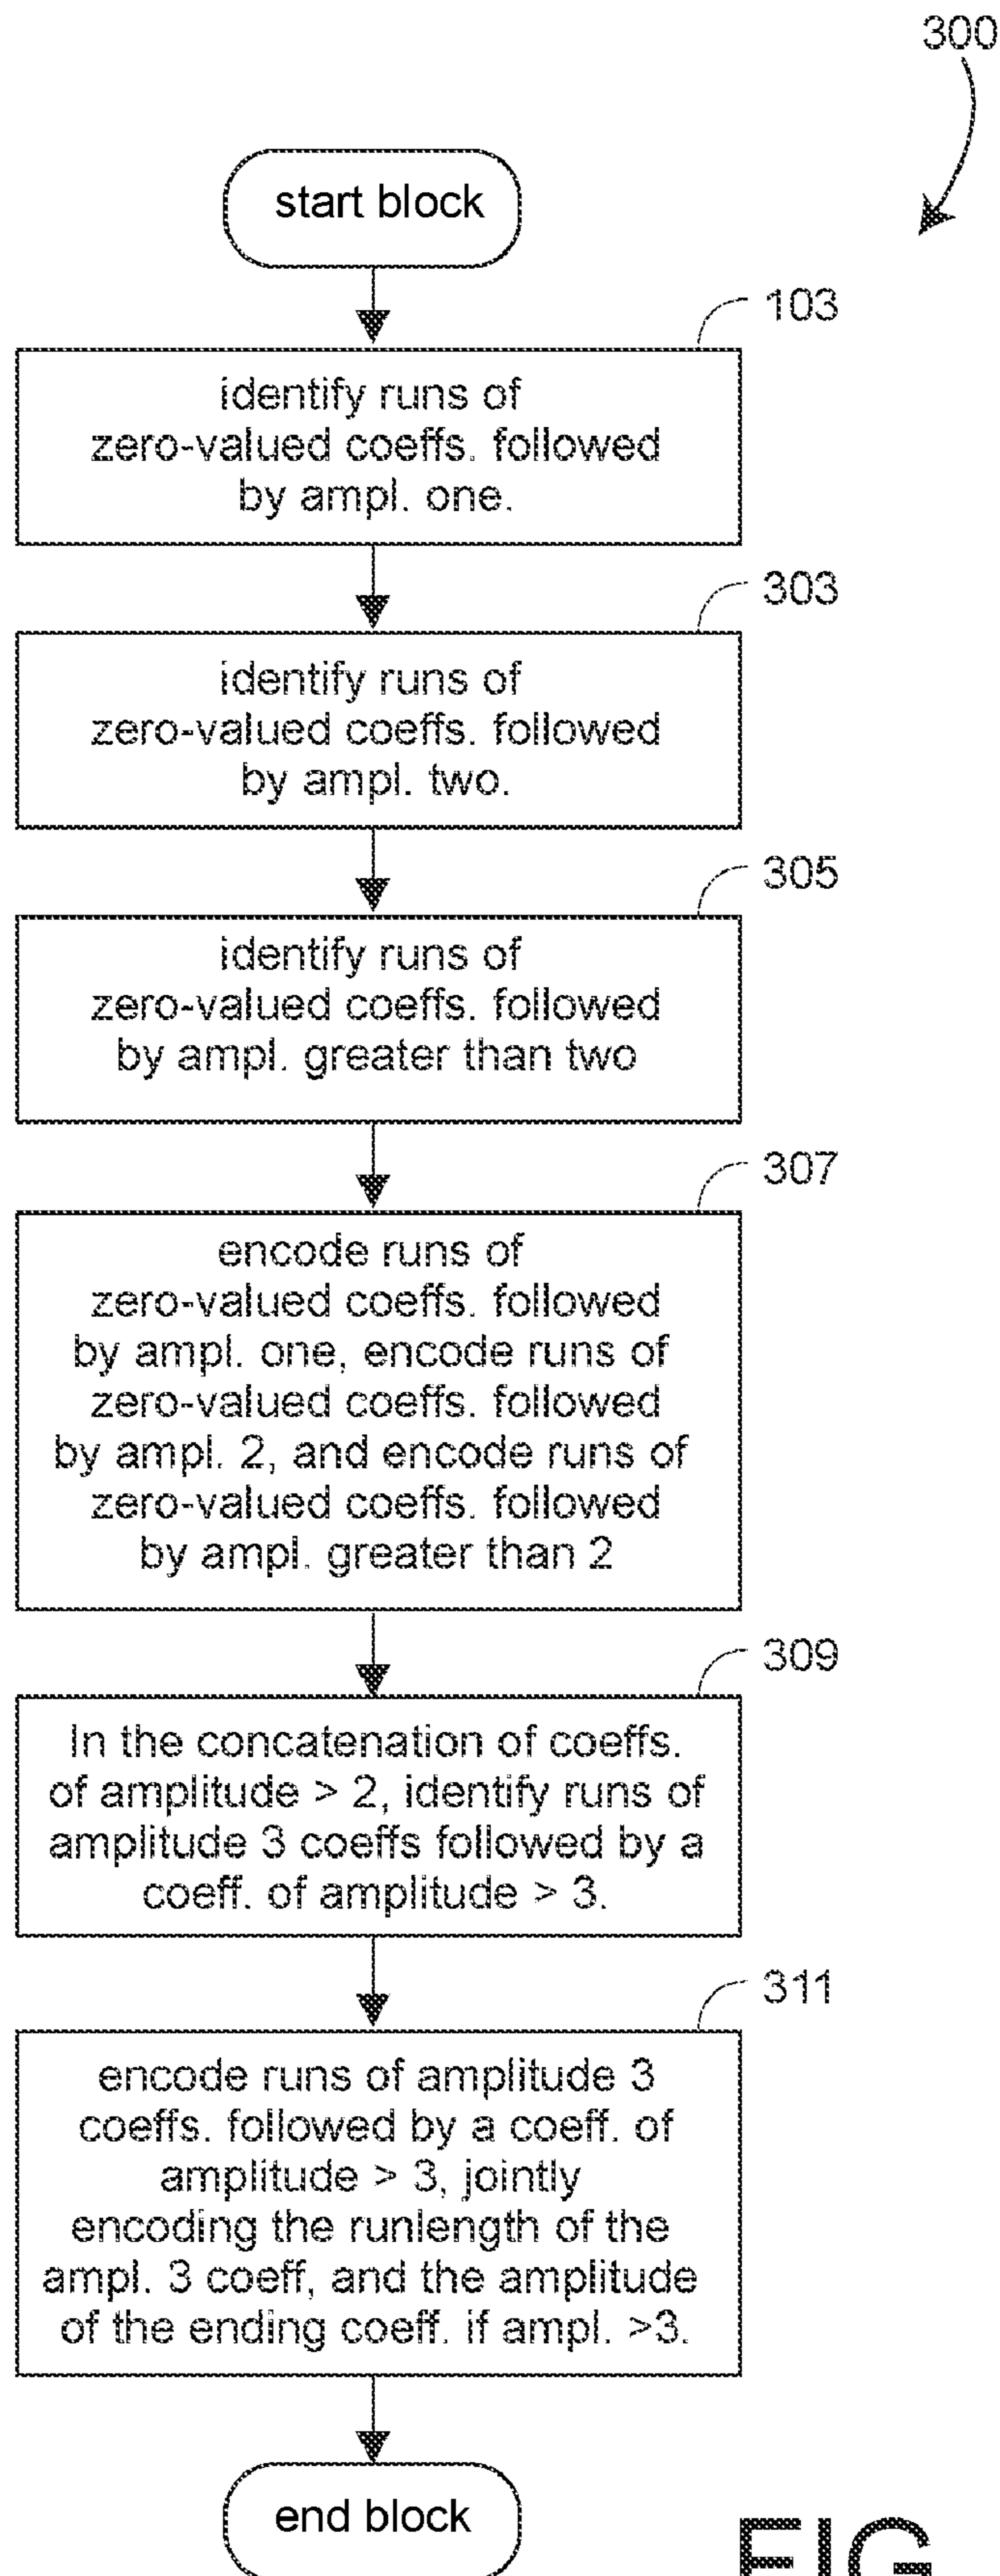 300
start block
103
identify runs of
zero-valued coeffs. followed
by ampl. one.
303
identify runs of
zero-valued coeffs. followed
by ampl. two.
305
identify runs of
zero-valued coeffs. followed
by ampl. greater than two
307
encode runs of
zero-valued coeffs. followed
by ampl. one, encode runs of
zero-valued coeffs. followed
by ampl. 2, and encode runs of
zero-valued coeffs. followed
by ampl. greater than 2
309
In the concatenation of coeffs.
of amplitude > 2, identify runs of
amplitude 3 coeffs followed by a
coeff. of amplitude > 3.
311
encode runs of amplitude 3
coeffs. followed by a coeff. of
amplitude > 3, jointly
encoding the runlength of the
ampl. 3 coeff, and the amplitude
of the ending coeff. if ampl. >3.
end block
FIG